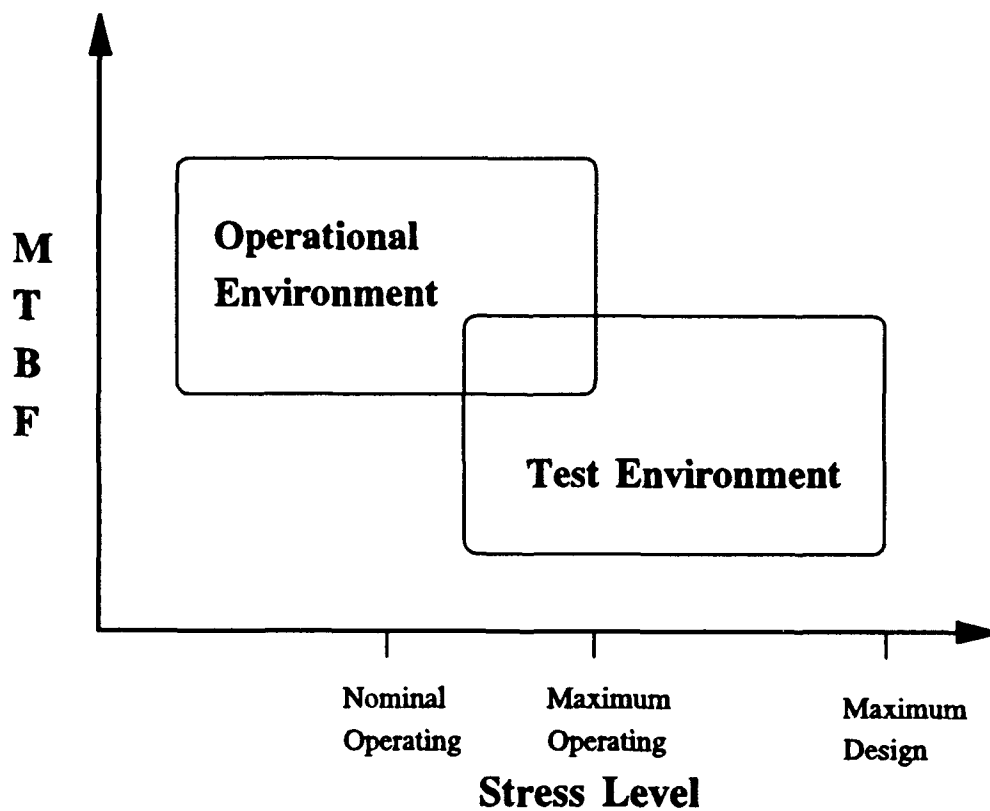 Operational
Environment
M
T
B
F
Test Environment
Nominal
Operating
Maximum
Operating
Maximum
Design
Stress Level